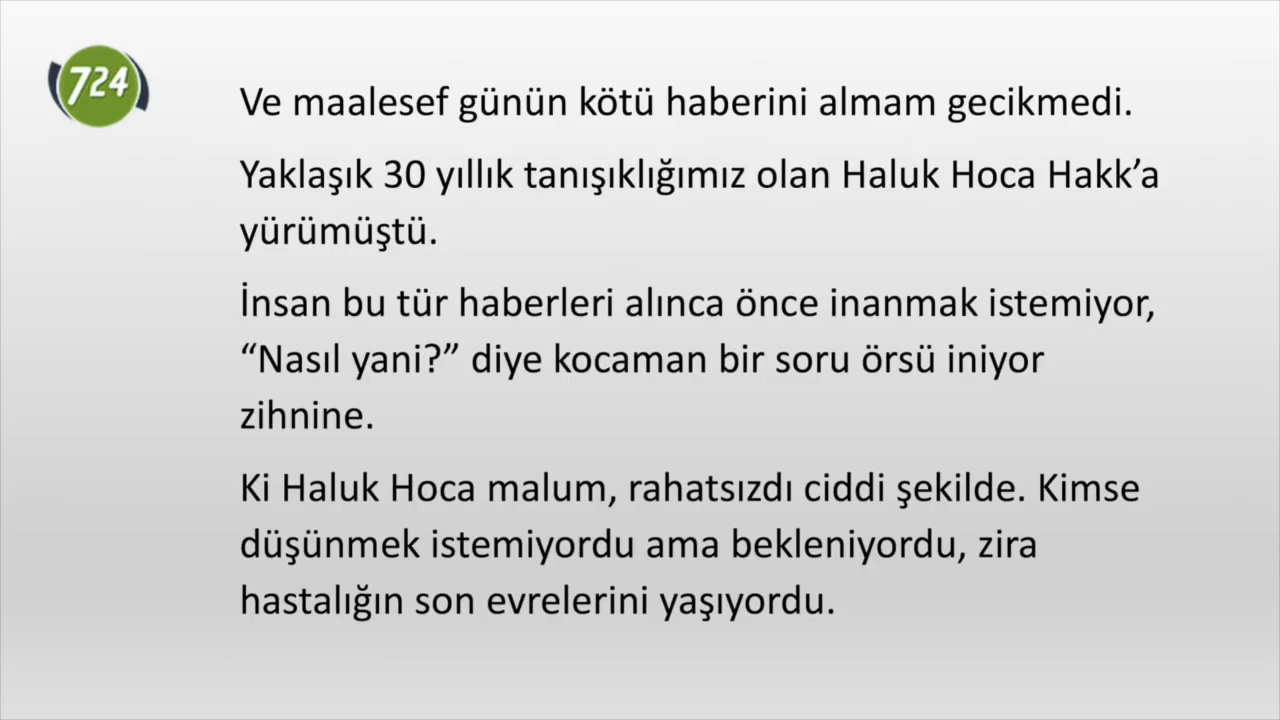 724
Ve maalesef günün kötü haberini almam gecikmedi.
Yaklaşık 30 yıllık tanışıklığımız olan Haluk Hoca Hakk’a
yürümüştü.
İnsan bu tür haberleri alınca önce inanmak istemiyor,
“Nasıl yani?” diye kocaman bir soru örsü iniyor
zihnine.
Ki Haluk Hoca malum, rahatsızdı ciddi şekilde. Kimse
düşünmek istemiyordu ama bekleniyordu, zira
hastalığın son evrelerini yaşıyordu.